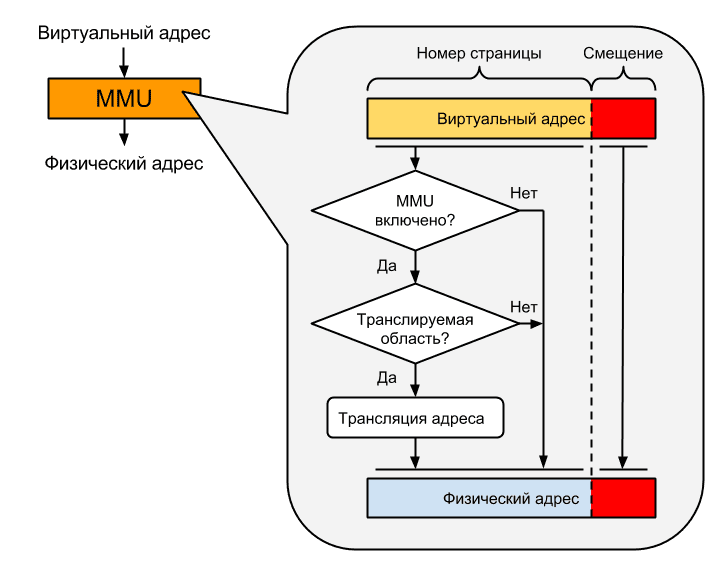 Виртуальный адрес
MMU
Физический адрес
Номер страницы
Смещение
Виртуальный адрес
MMU
включено?
Нет
Да
Транслируемая
область?
Нет
Да
Трансляция адреса
Физический адрес